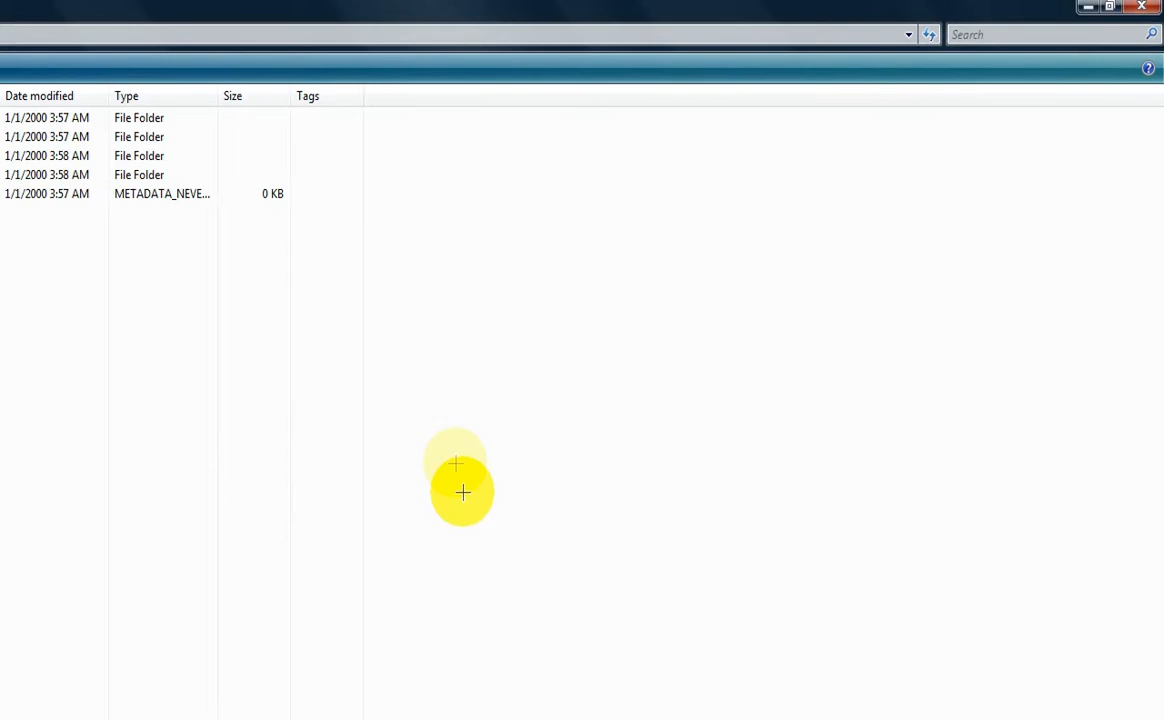 Search
Date modified Type Size Tags
1/1/2000 3:57 AM File Folder
1/1/2000 3:57 AM File Folder
1/1/2000 3:58 AM File Folder
1/1/2000 3:58 AM File Folder
1/1/2000 3:57 AM METADATA_NEVE... 0 KB